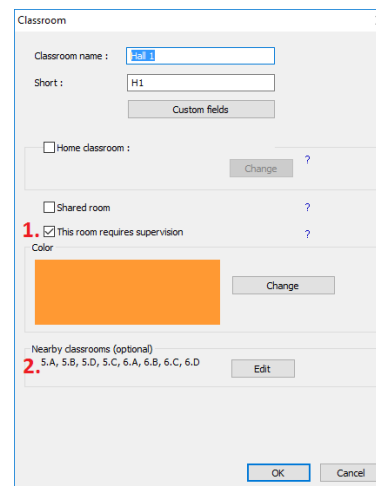 Classroom
Classroom name : Hall 1
Short : H1
Custom fields
Home classroom :
Change ?
Shared room ?
1. This room requires supervision ?
Color
Change
Nearby classrooms (optional)
2. 5.A, 5.B, 5.D, 5.C, 6.A, 6.B, 6.C, 6.D Edit
OK Cancel